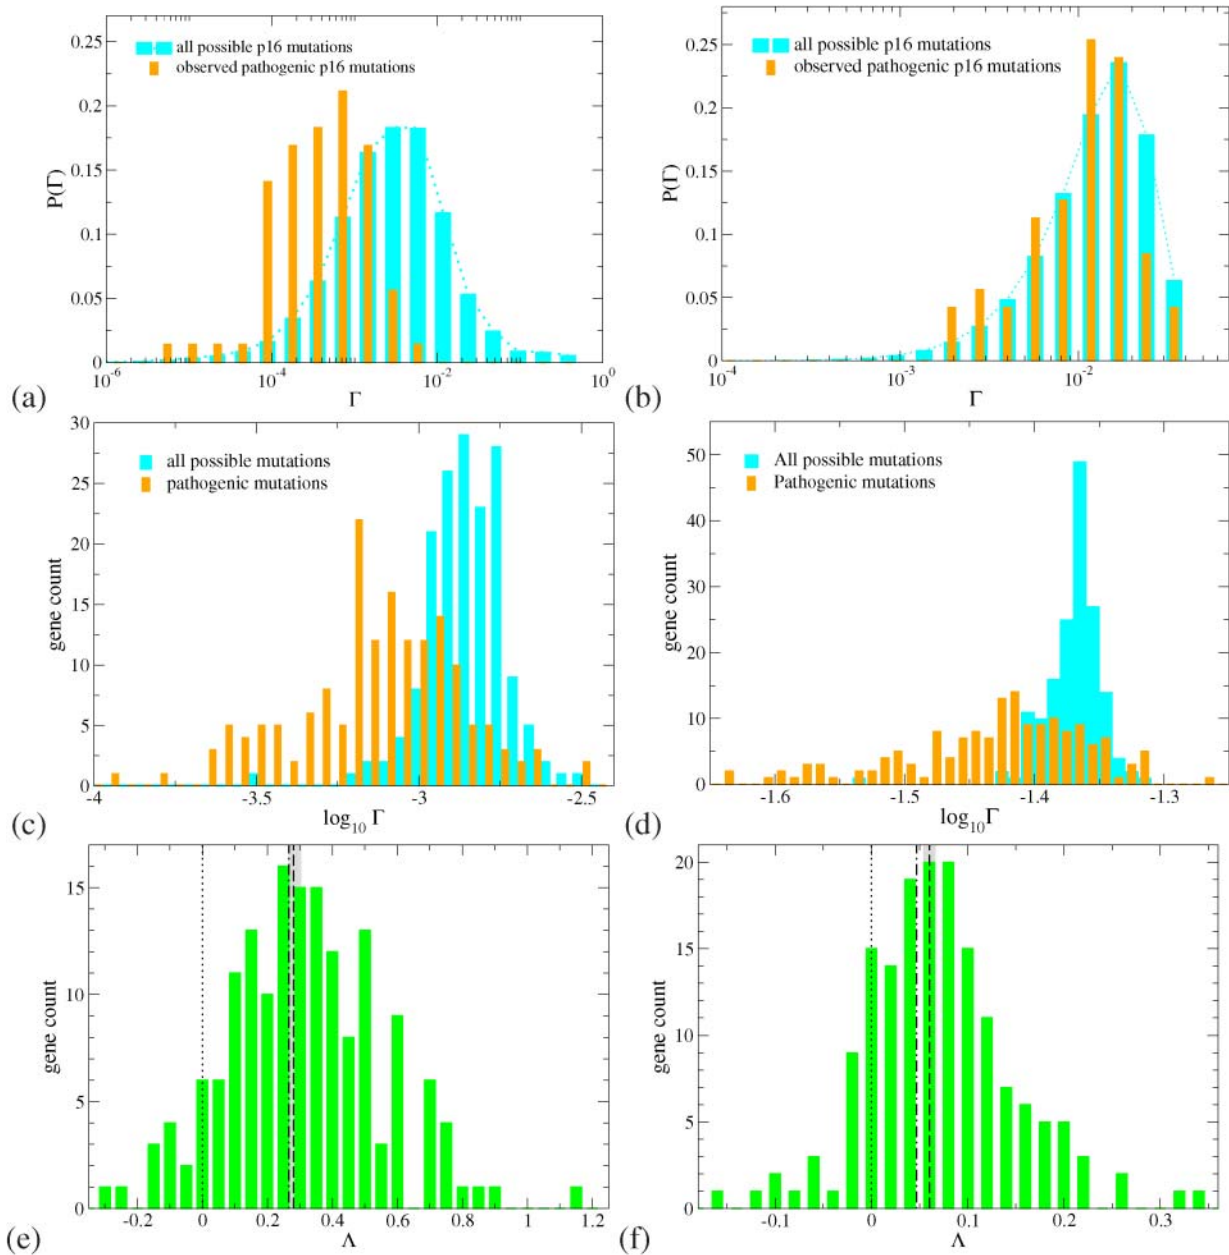 10^-6 10^-4 10^-2 10^0
0.25
0.2
0.15
0.1
0.05
0
P(Γ)
all possible p16 mutations
observed pathogenic p16 mutations
(a)
Γ
0.25
0.2
0.15
0.1
0.05
0
P(Γ)
all possible p16 mutations
observed pathogenic p16 mutations
10^-4 10^-3 10^-2
(b)
Γ
30
25
20
15
10
5
0
gene count
all possible mutations
pathogenic mutations
-4 -3.5 -3 -2.5
(c)
log10 Γ
50
40
30
20
10
0
gene count
All possible mutations
Pathogenic mutations
-1.6 -1.5 -1.4 -1.3
(d)
log10 Γ
15
10
5
0
gene count
-0.2 0 0.2 0.4 0.6 0.8 1 1.2
(e)
Λ
20
15
10
5
0
gene count
-0.1 0 0.1 0.2 0.3
(f)
Λ